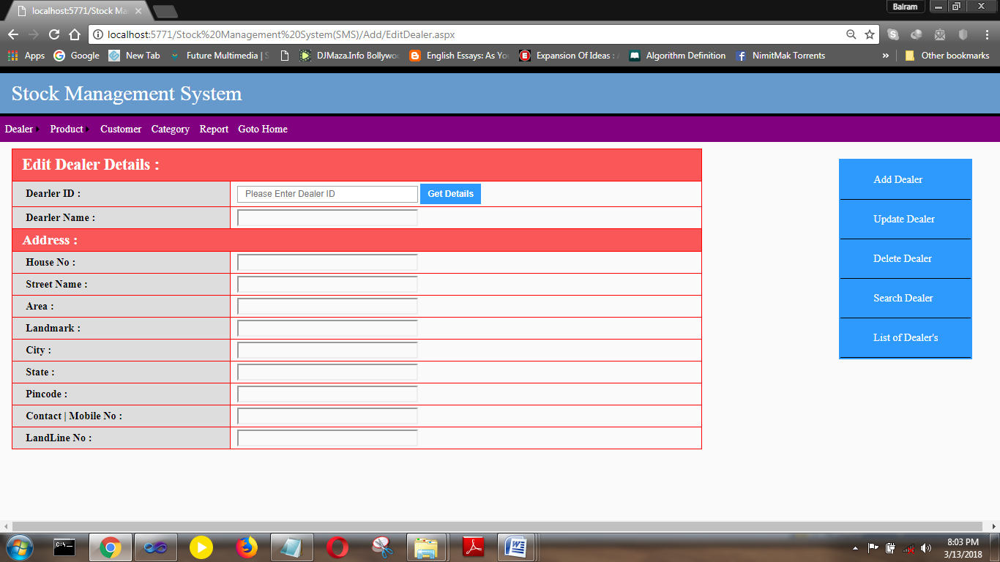 localhost:5771/Stock Ma
Balram
localhost:5771/Stock%20Management%20System(SMS)/Add/EditDealer.aspx
Apps Google New Tab Future Multimedia | S DJMaza.Info Bollywo English Essays: As Yo Expansion Of Ideas : Algorithm Definition NimitMak Torrents » Other bookmarks
Stock Management System
Dealer Product Customer Category Report Goto Home
Edit Dealer Details :
Dearler ID : Please Enter Dealer ID Get Details
Dearler Name :
Address :
House No :
Street Name :
Area :
Landmark :
City :
State :
Pincode :
Contact | Mobile No :
LandLine No :
Add Dealer
Update Dealer
Delete Dealer
Search Dealer
List of Dealer's
8:03 PM
3/13/2018